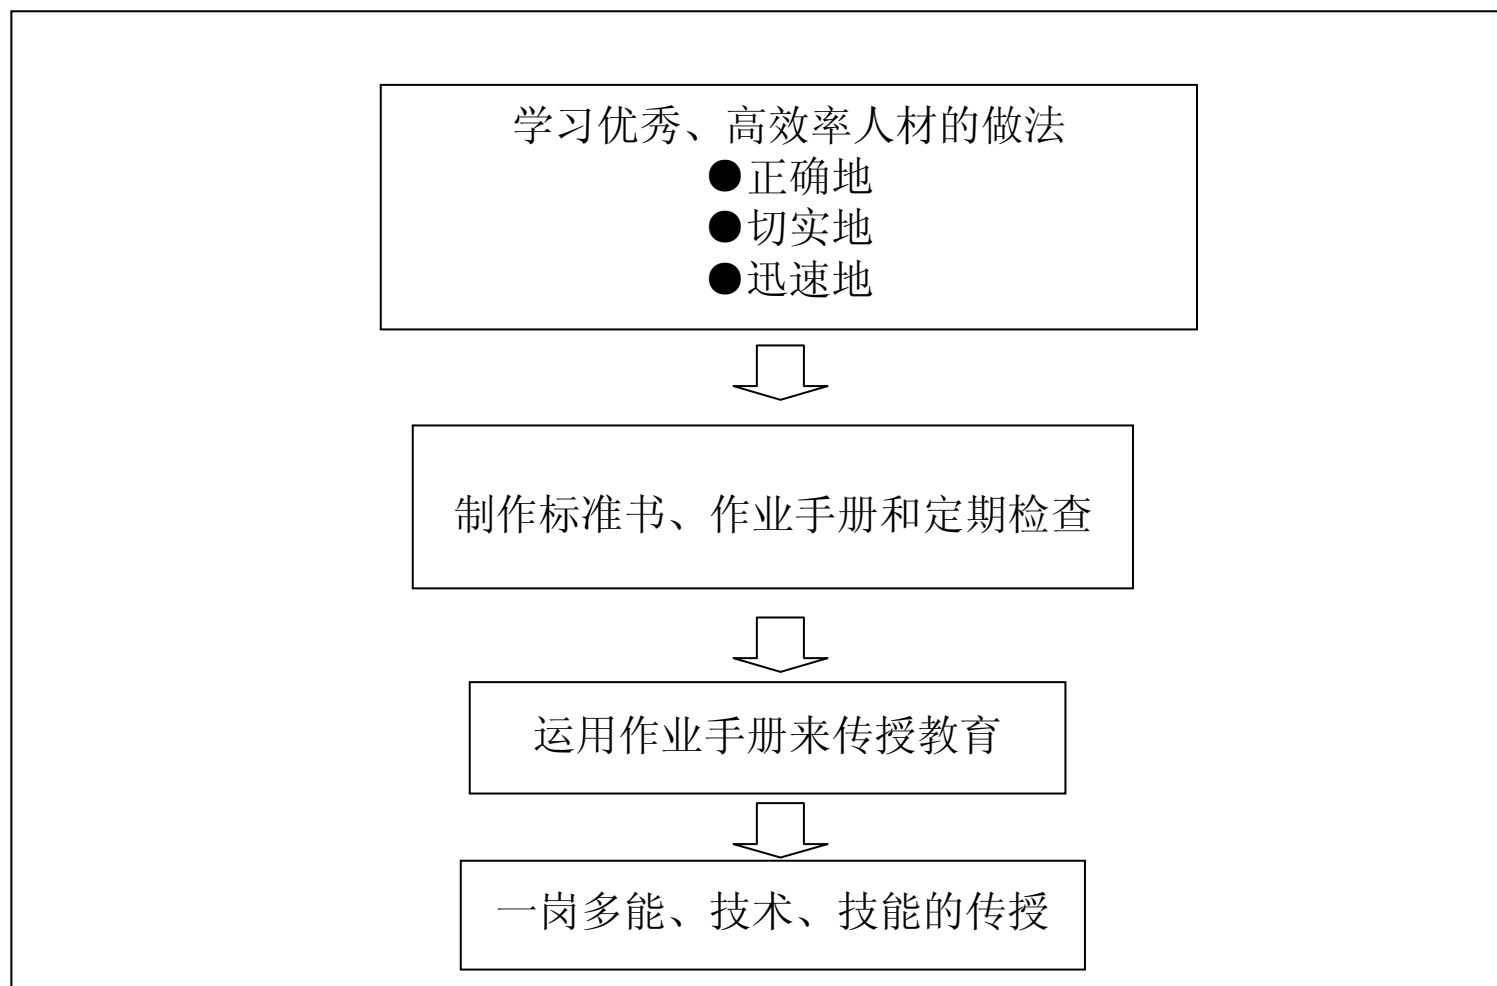 学习优秀、高效率人材的做法
●正确地
●切实地
●迅速地
制作标准书、作业手册和定期检查
运用作业手册来传授教育
一岗多能、技术、技能的传授